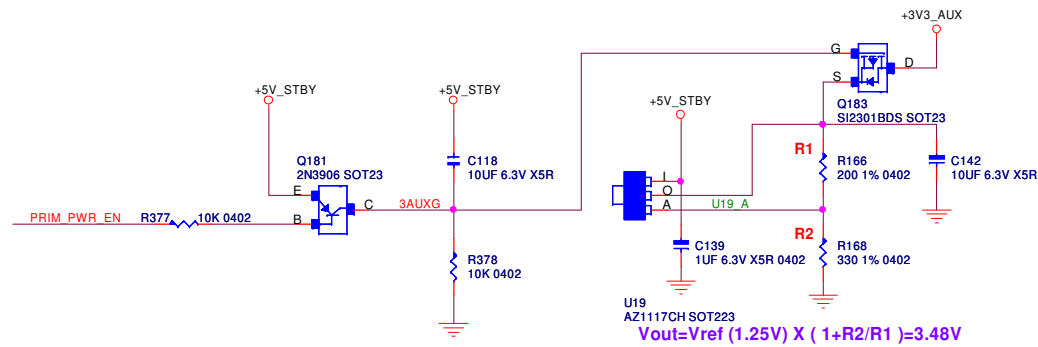 +3V3_AUX
G
D
S
Q183
SI2301BDS SOT23
+5V_STBY
+5V_STBY
+5V_STBY
Q181
2N3906 SOT23
C118
10UF 6.3V X5R
R1
R166
200 1% 0402
C142
10UF 6.3V X5R
E
I
O
A
U19_A
B
C
3AUXG
PRIM_PWR_EN
R377
10K 0402
R2
R168
330 1% 0402
C139
1UF 6.3V X5R 0402
R378
10K 0402
U19
AZ1117CH SOT223
Vout=Vref (1.25V) X ( 1+R2/R1 )=3.48V